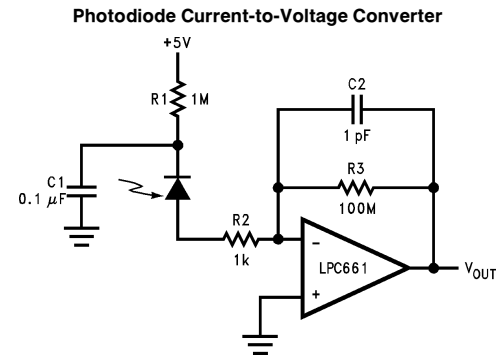 Photodiode Current-to-Voltage Converter
+5V
R1 1M
C2
1 pF
C1
0.1 μF
R3
100M
R2
1k
−
LPC661
+
VOUT